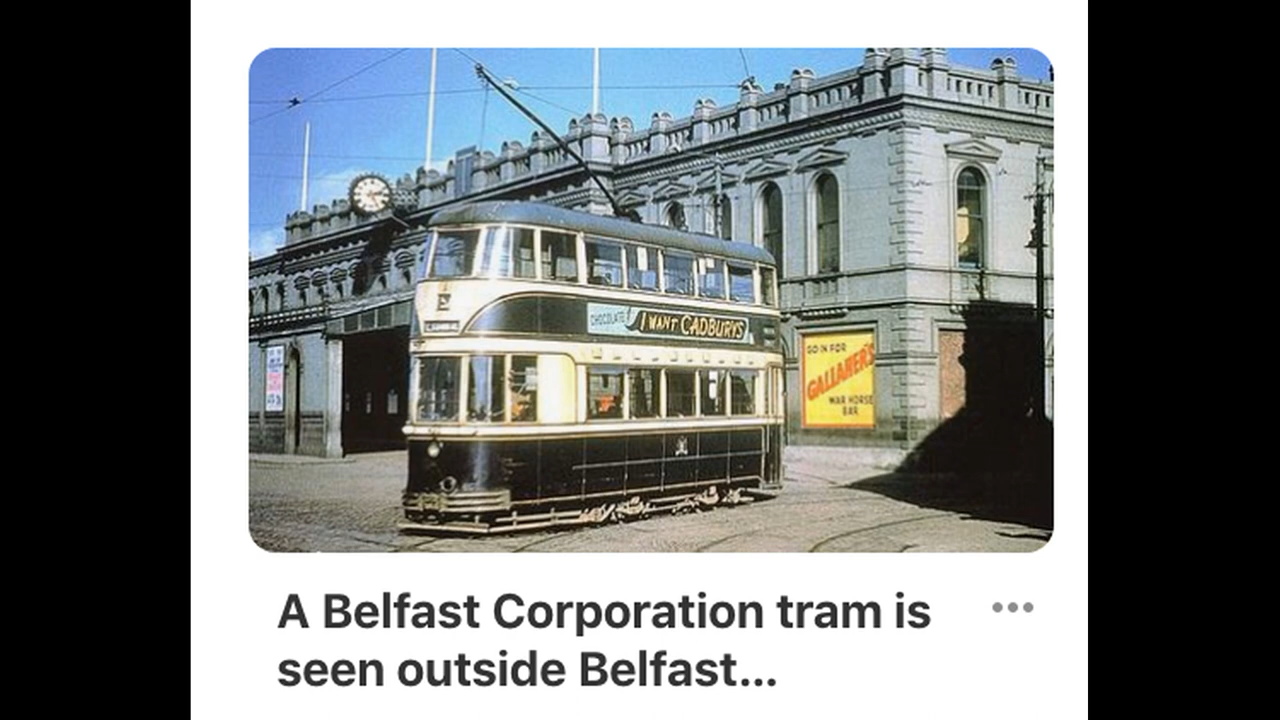 CHOCOLATE!
I WANT CADBURYS
GO IN FOR
GALLAHER'S
WAR HORSE
BAR
A Belfast Corporation tram is
seen outside Belfast...